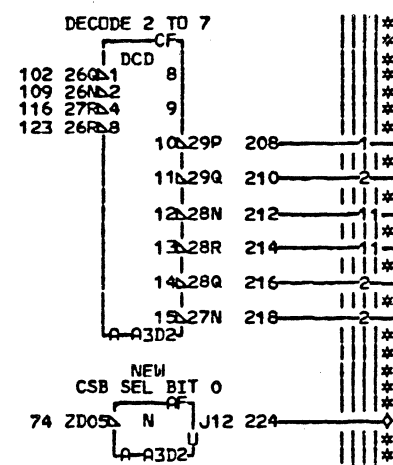 DECODE 2 TO 7
CF
DCD
102 26Q 1 8
109 26N 2
116 27R 4 9
123 26R 8
10 29P 208 1
11 29Q 210 2
12 28N 212 11
13 28R 214 11
14 28Q 216 2
15 27N 218 2
A A3D2
NEW
CSB SEL BIT 0
AF
74 ZD05 N J12 224
U
A A3D2